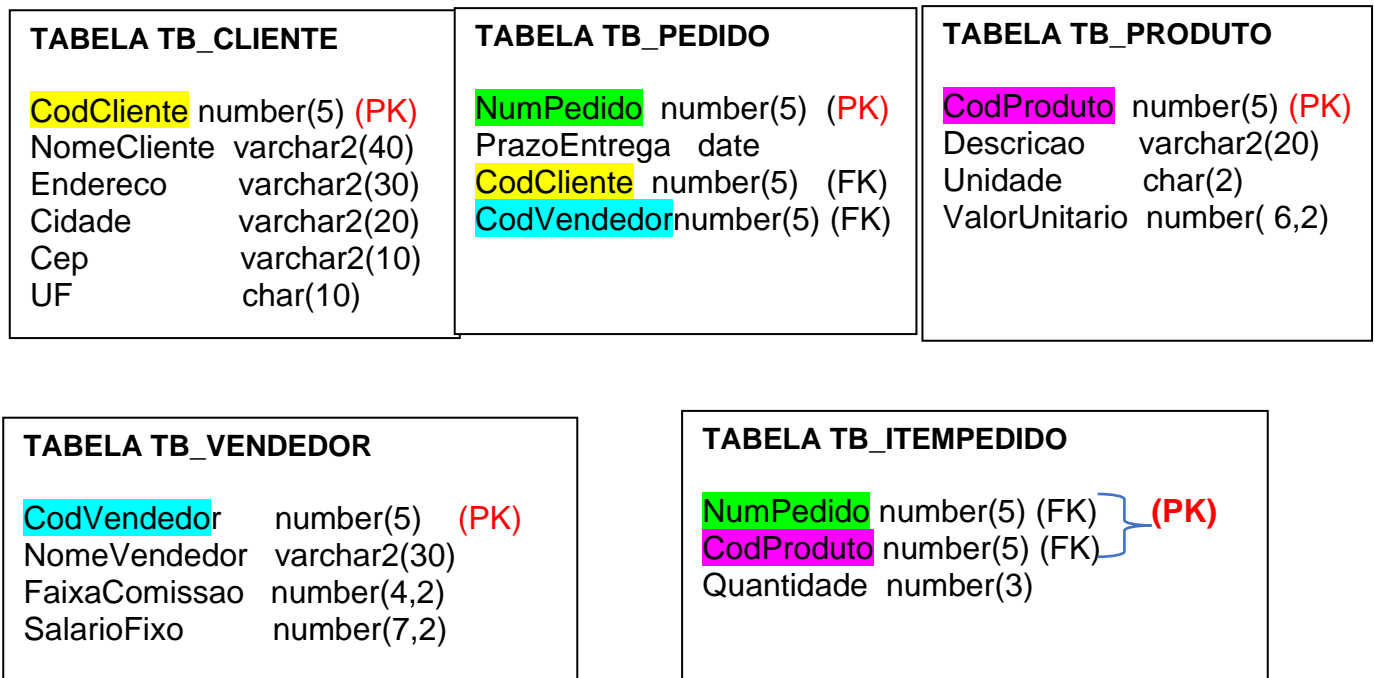 TABELA TB_CLIENTE
CodCliente number(5) (PK)
NomeCliente varchar2(40)
Endereco varchar2(30)
Cidade varchar2(20)
Cep varchar2(10)
UF char(10)
TABELA TB_PEDIDO
NumPedido number(5) (PK)
PrazoEntrega date
CodCliente number(5) (FK)
CodVendedornumber(5) (FK)
TABELA TB_PRODUTO
CodProduto number(5) (PK)
Descricao varchar2(20)
Unidade char(2)
ValorUnitario number( 6,2)
TABELA TB_VENDEDOR
CodVendedor number(5) (PK)
NomeVendedor varchar2(30)
FaixaComissao number(4,2)
SalarioFixo number(7,2)
TABELA TB_ITEMPEDIDO
NumPedido number(5) (FK) (PK)
CodProduto number(5) (FK)
Quantidade number(3)